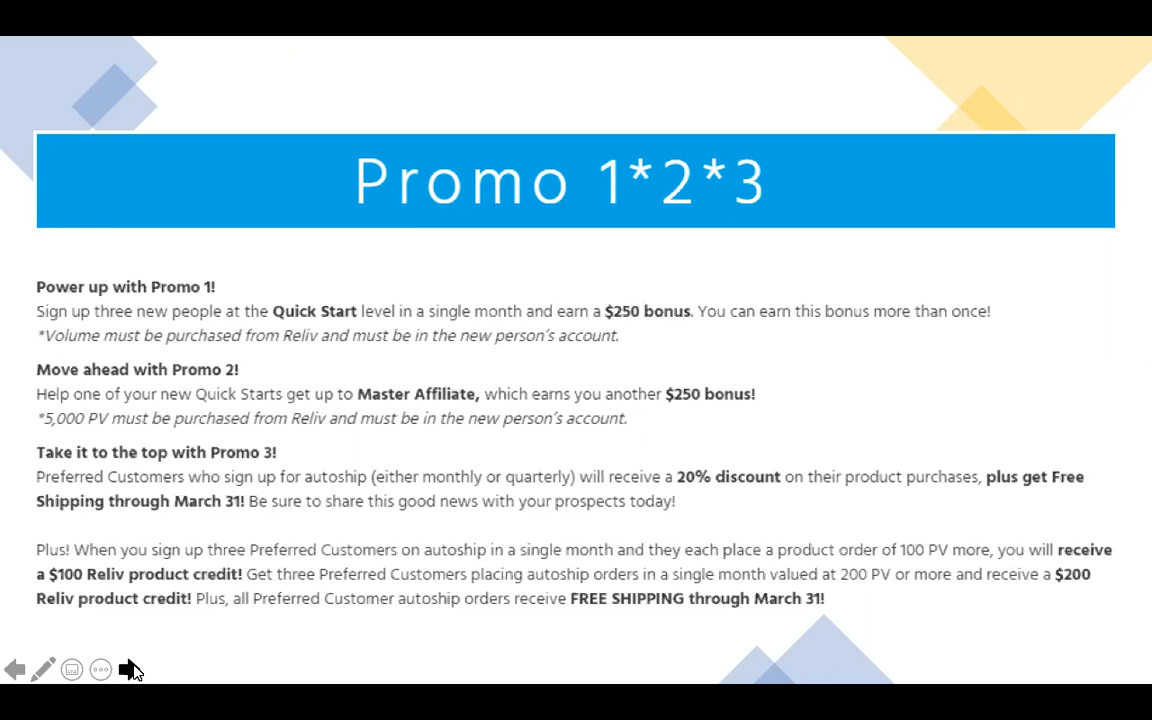 Promo 1*2*3
Power up with Promo 1!
Sign up three new people at the Quick Start level in a single month and earn a $250 bonus. You can earn this bonus more than once!
*Volume must be purchased from Reliv and must be in the new person's account.
Move ahead with Promo 2!
Help one of your new Quick Starts get up to Master Affiliate, which earns you another $250 bonus!
*5,000 PV must be purchased from Reliv and must be in the new person's account.
Take it to the top with Promo 3!
Preferred Customers who sign up for autoship (either monthly or quarterly) will receive a 20% discount on their product purchases, plus get Free
Shipping through March 31! Be sure to share this good news with your prospects today!
Plus! When you sign up three Preferred Customers on autoship in a single month and they each place a product order of 100 PV more, you will receive
a $100 Reliv product credit! Get three Preferred Customers placing autoship orders in a single month valued at 200 PV or more and receive a $200
Reliv product credit! Plus, all Preferred Customer autoship orders receive FREE SHIPPING through March 31!